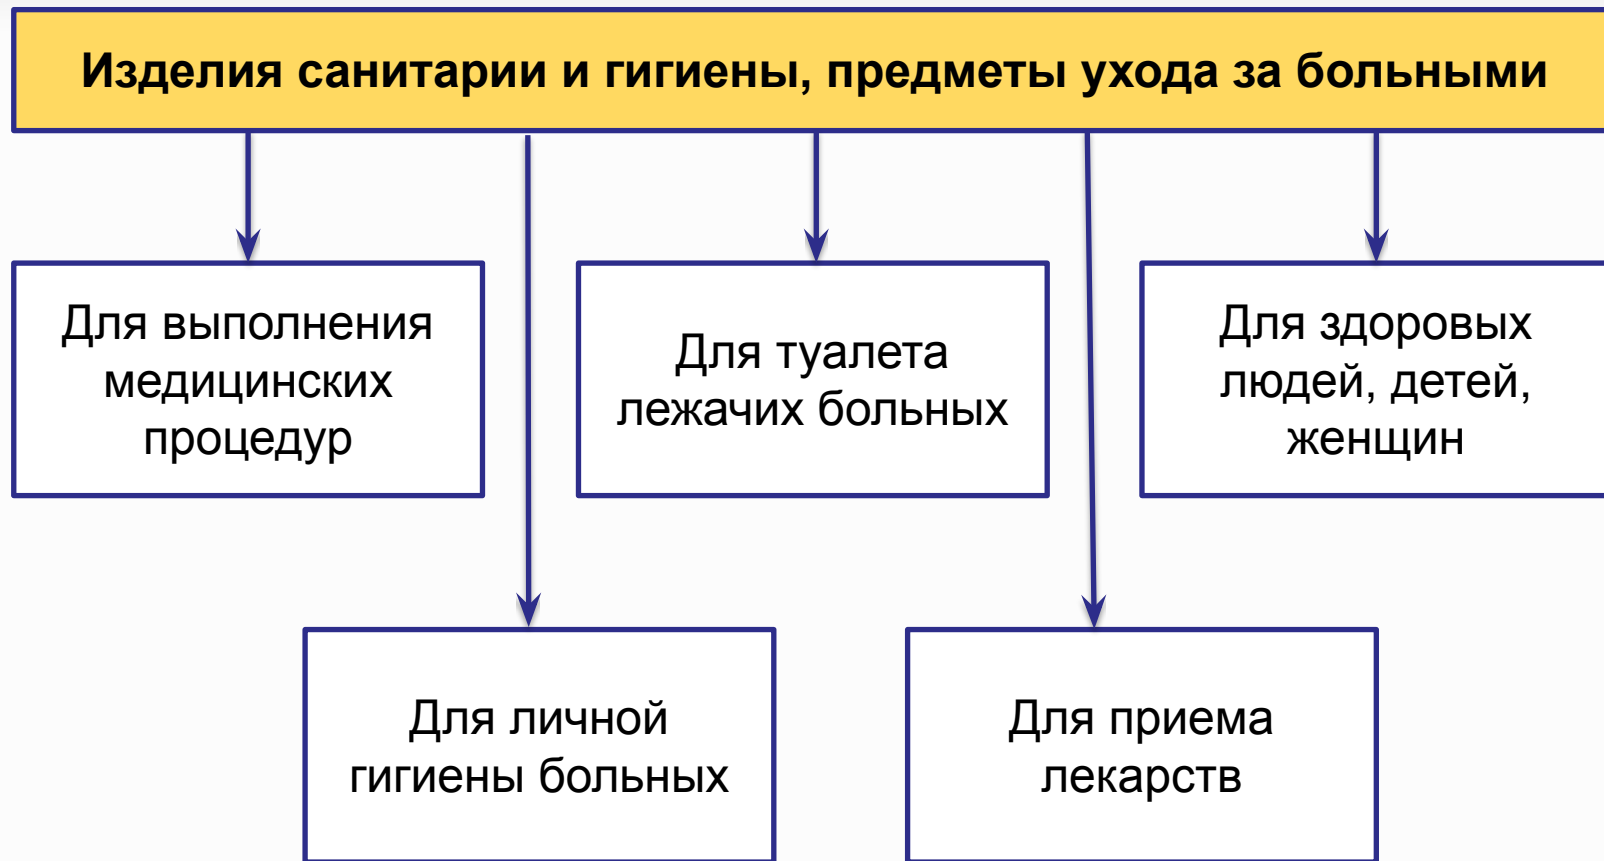 Изделия санитарии и гигиены, предметы ухода за больными
Для выполнения
медицинских
процедур
Для туалета
лежачих больных
Для здоровых
людей, детей,
женщин
Для личной
гигиены больных
Для приема
лекарств